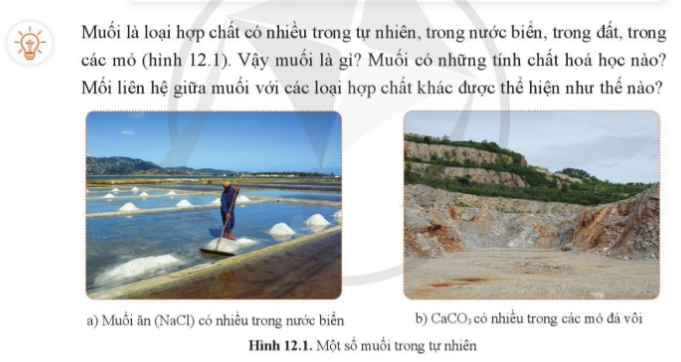 Muối là loại hợp chất có nhiều trong tự nhiên, trong nước biển, trong đất, trong
các mỏ (hình 12.1). Vậy muối là gì? Muối có những tính chất hoá học nào?
Mối liên hệ giữa muối với các loại hợp chất khác được thể hiện như thế nào?
a) Muối ăn (NaCl) có nhiều trong nước biển
b) CaCO₃ có nhiều trong các mỏ đá vôi
Hình 12.1. Một số muối trong tự nhiên